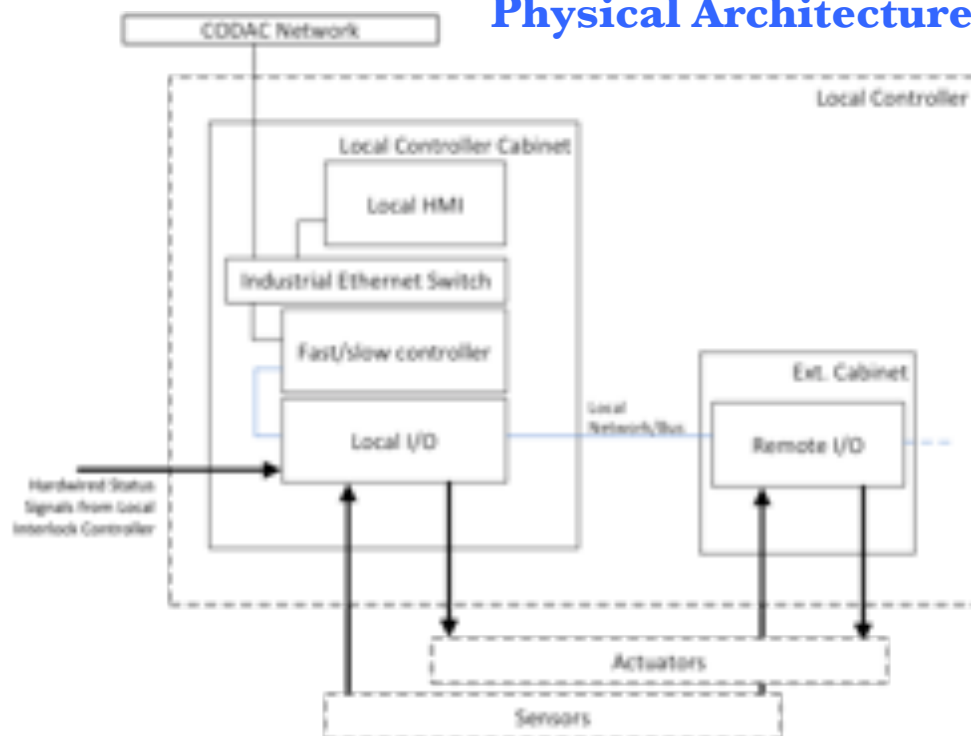 Physical Architecture
CODAC Network
Local Controller
Local Controller Cabinet
Local HMI
Industrial Ethernet Switch
Fast/slow controller
Ext. Cabinet
Local
Network/Bus
Local I/O
Remote I/O
Hardwired Status
Signals from Local
Interlock Controller
Actuators
Sensors